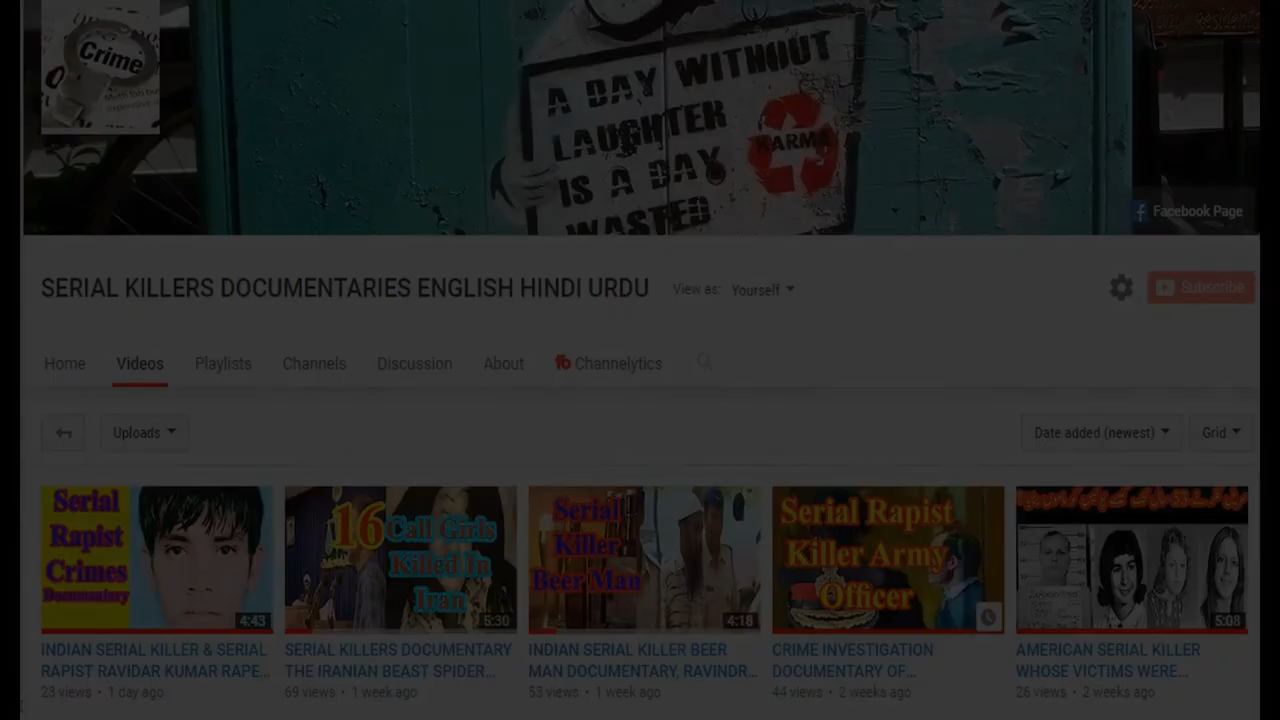 Crime
A DAY WITHOUT
LAUGHTER
IS A DAY
WASTED
KARMA
Facebook Page
SERIAL KILLERS DOCUMENTARIES ENGLISH HINDI URDU
View as: Yourself
Subscribe
Home Videos Playlists Channels Discussion About Channelytics
Uploads
Date added (newest) Grid
Serial
Rapist
Crimes
Documentary
4:43
16 Call Girls
Killed In
Iran
5:30
Serial
Killer
Beer Man
4:18
Serial Rapist
Killer Army
Officer
5:08
INDIAN SERIAL KILLER & SERIAL
RAPIST RAVIDAR KUMAR RAPE...
23 views • 1 day ago
SERIAL KILLERS DOCUMENTARY
THE IRANIAN BEAST SPIDER...
69 views • 1 week ago
INDIAN SERIAL KILLER BEER
MAN DOCUMENTARY, RAVINDR...
53 views • 1 week ago
CRIME INVESTIGATION
DOCUMENTARY OF...
44 views • 2 weeks ago
AMERICAN SERIAL KILLER
WHOSE VICTIMS WERE...
26 views • 2 weeks ago